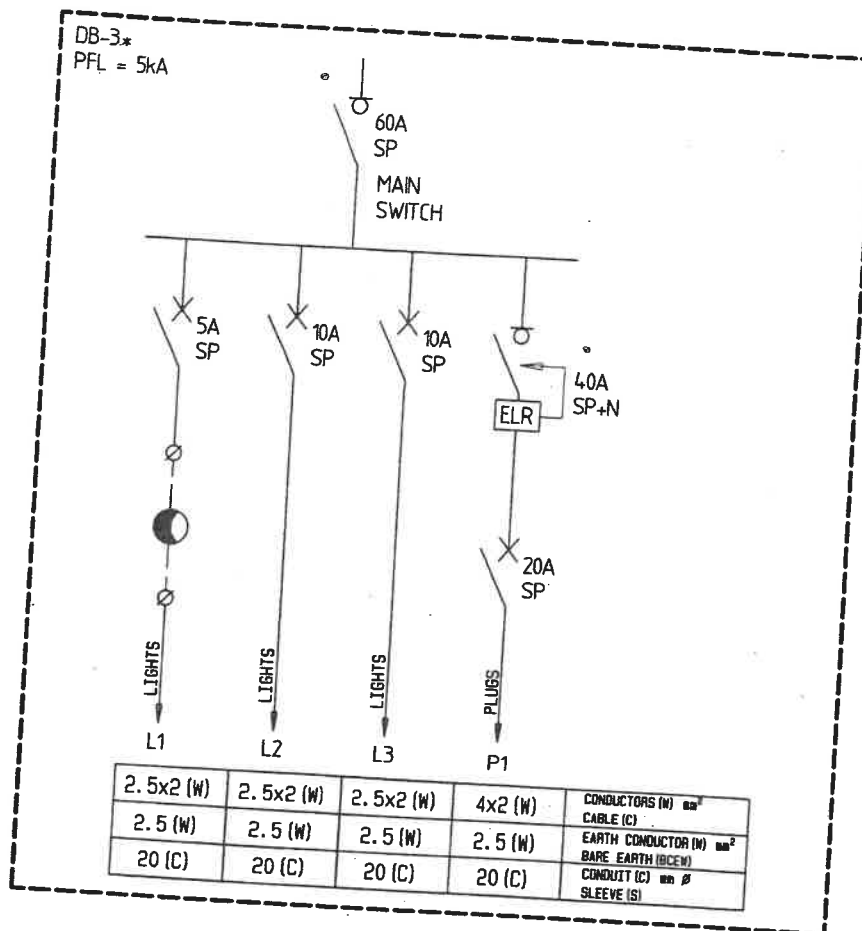 DB-3*
PFL = 5kA
60A
SP
MAIN
SWITCH
5A
SP
10A
SP
10A
SP
40A
SP+N
ELR
20A
SP
LIGHTS
LIGHTS
LIGHTS
PLUGS
L1
L2
L3
P1
2.5x2 (W) 2.5x2 (W) 2.5x2 (W) 4x2 (W) CONDUCTORS (W) mm²
CABLE (C)
2.5 (W) 2.5 (W) 2.5 (W) 2.5 (W) EARTH CONDUCTOR (W) mm²
BARE EARTH (BCEW)
20 (C) 20 (C) 20 (C) 20 (C) CONDUIT (C) mm Ø
SLEEVE (S)